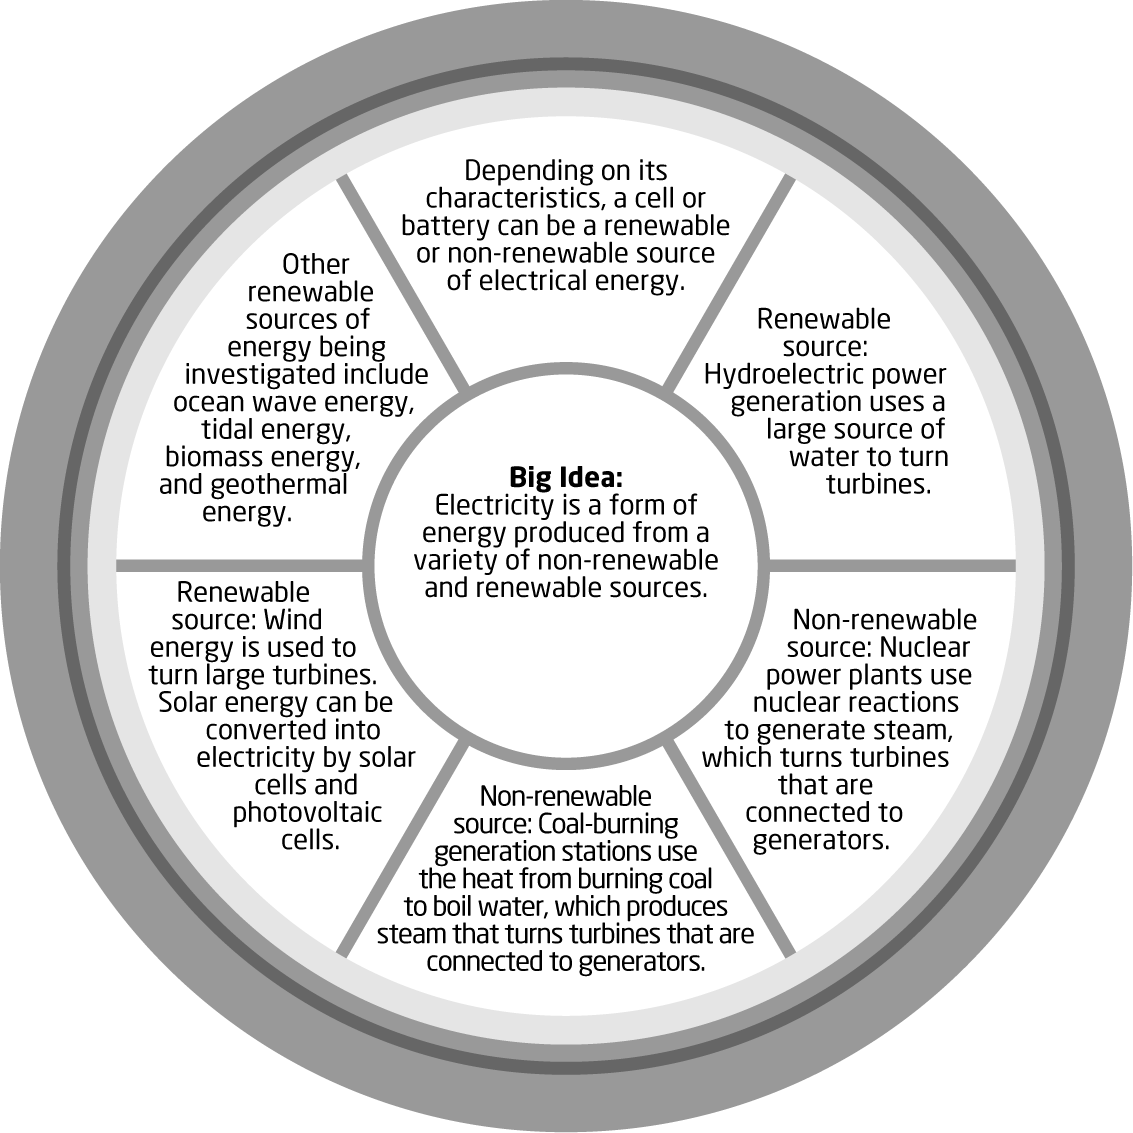 Depending on its
characteristics, a cell or
battery can be a renewable
or non-renewable source
of electrical energy.
Renewable
source:
Hydroelectric power
generation uses a
large source of
water to turn
turbines.
Non-renewable
source: Nuclear
power plants use
nuclear reactions
to generate steam,
which turns turbines
that are
connected to
generators.
Non-renewable
source: Coal-burning
generation stations use
the heat from burning coal
to boil water, which produces
steam that turns turbines that are
connected to generators.
Renewable
source: Wind
energy is used to
turn large turbines.
Solar energy can be
converted into
electricity by solar
cells and
photovoltaic
cells.
Other
renewable
sources of
energy being
investigated include
ocean wave energy,
tidal energy,
biomass energy,
and geothermal
energy.
Big Idea:
Electricity is a form of
energy produced from a
variety of non-renewable
and renewable sources.